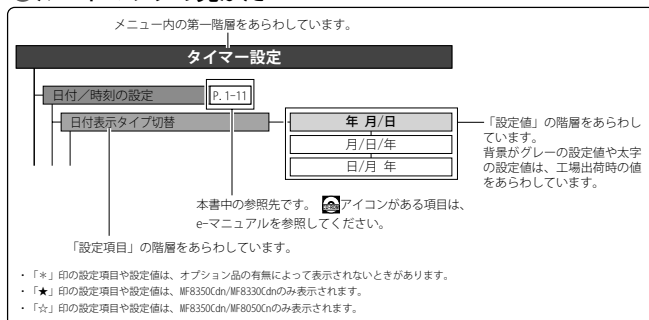 メニュー内の第一階層をあらわしています。
タイマー設定
日付／時刻の設定 P. 1-11
日付表示タイプ切替
年 月/日
月/日/年
日/月 年
「設定値」の階層をあらわしています。
背景がグレーの設定値や太字の設定値は、工場出荷時の値をあらわしています。
本書中の参照先です。 アイコンがある項目は、
e-マニュアルを参照してください。
「設定項目」の階層をあらわしています。
・「＊」印の設定項目や設定値は、オプション品の有無によって表示されないときがあります。
・「★」印の設定項目や設定値は、MF8350Cdn/MF8330Cdnのみ表示されます。
・「☆」印の設定項目や設定値は、MF8350Cdn/MF8050Cnのみ表示されます。